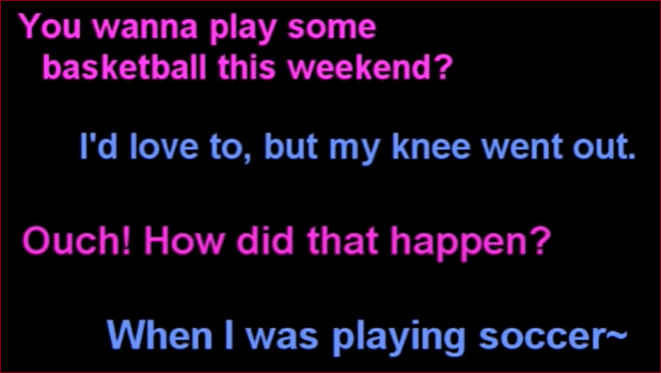 You wanna play some
basketball this weekend?
I'd love to, but my knee went out.
Ouch! How did that happen?
When I was playing soccer~